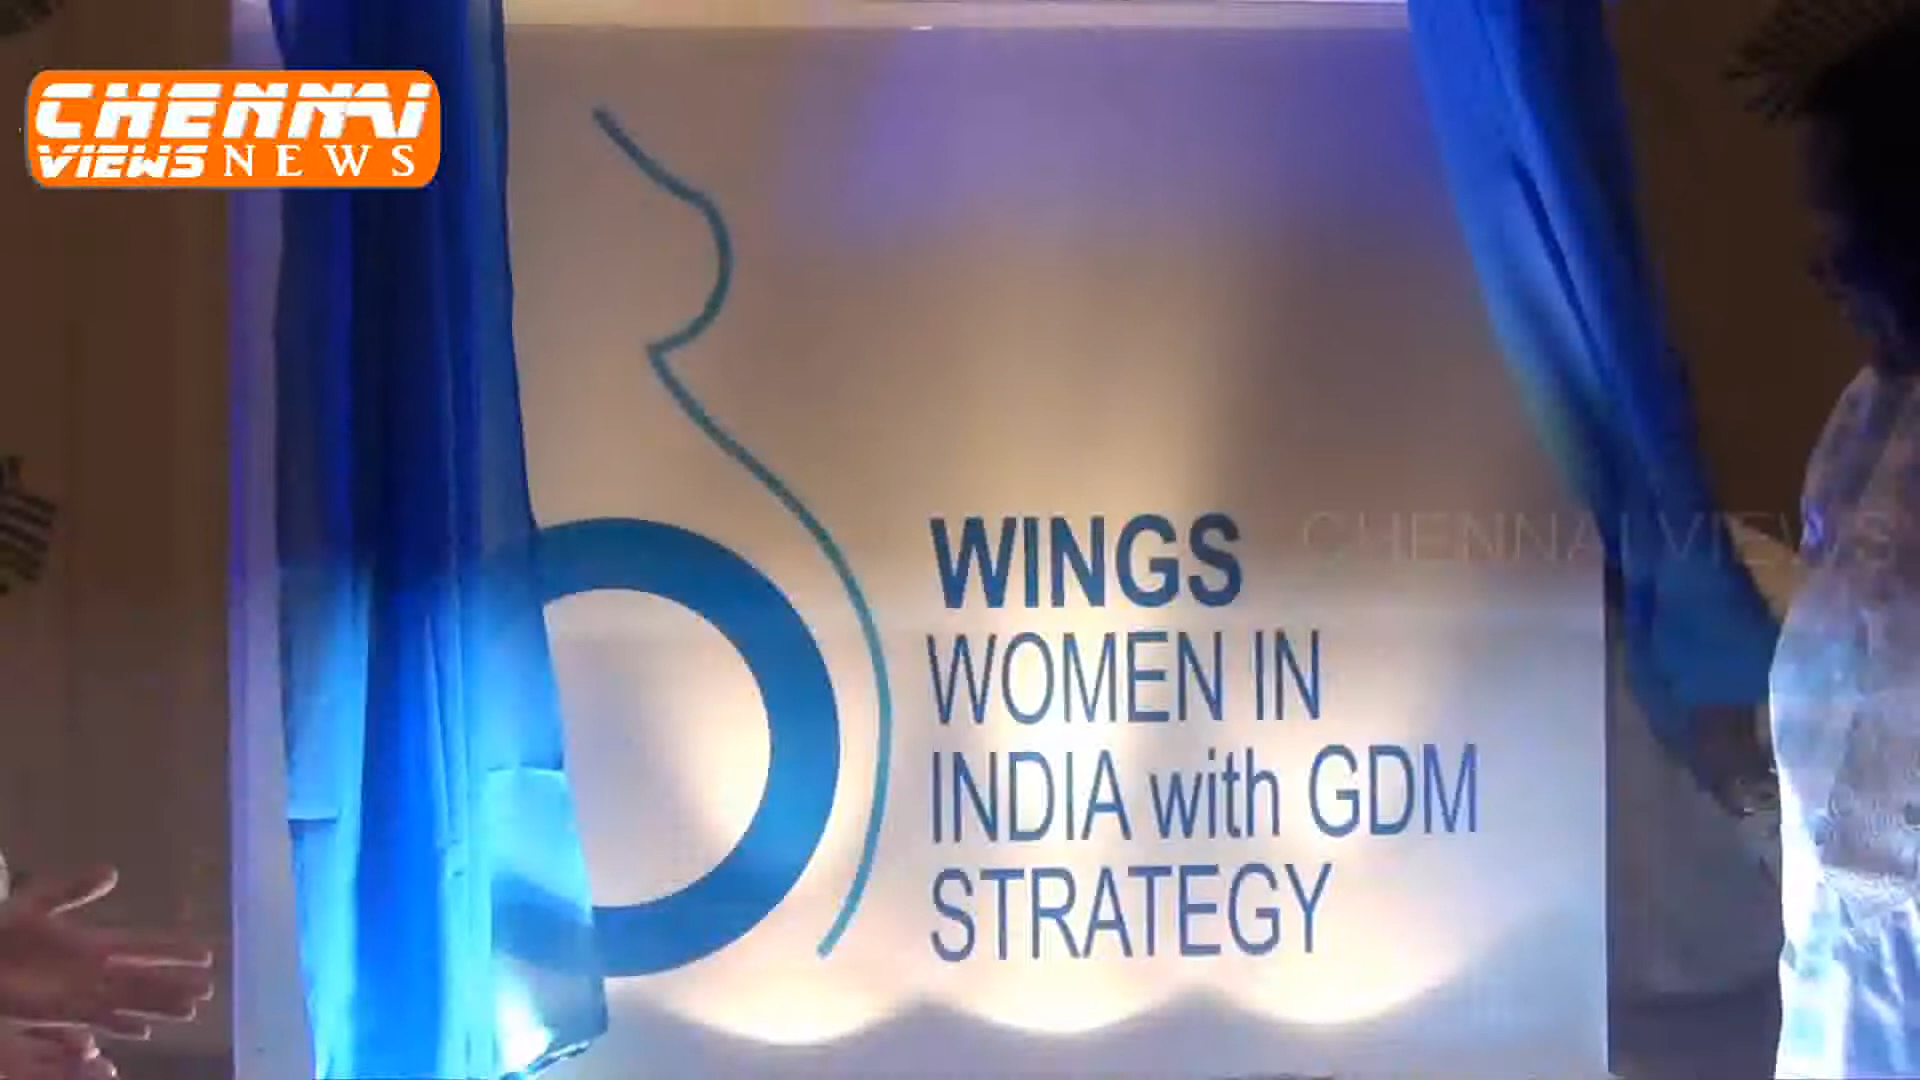 CHENNAI
VIEWS NEWS
WINGS
CHENNAI VIEWS
WOMEN IN
INDIA with GDM
STRATEGY